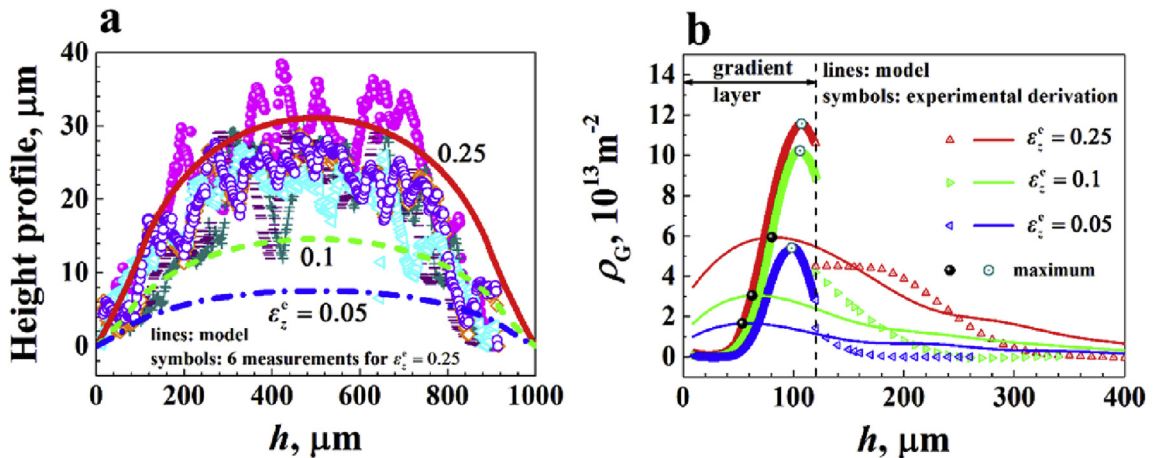 a
Height profile, μm
40
30
20
10
0
0.25
0.1
ε_z^c = 0.05
lines: model
symbols: 6 measurements for ε_z^c = 0.25
0 200 400 600 800 1000
h, μm
b
ρ_G, 10^13 m^-2
14
12
10
8
6
4
2
0
gradient
layer
lines: model
symbols: experimental derivation
ε_z^c = 0.25
ε_z^c = 0.1
ε_z^c = 0.05
maximum
0 100 200 300 400
h, μm